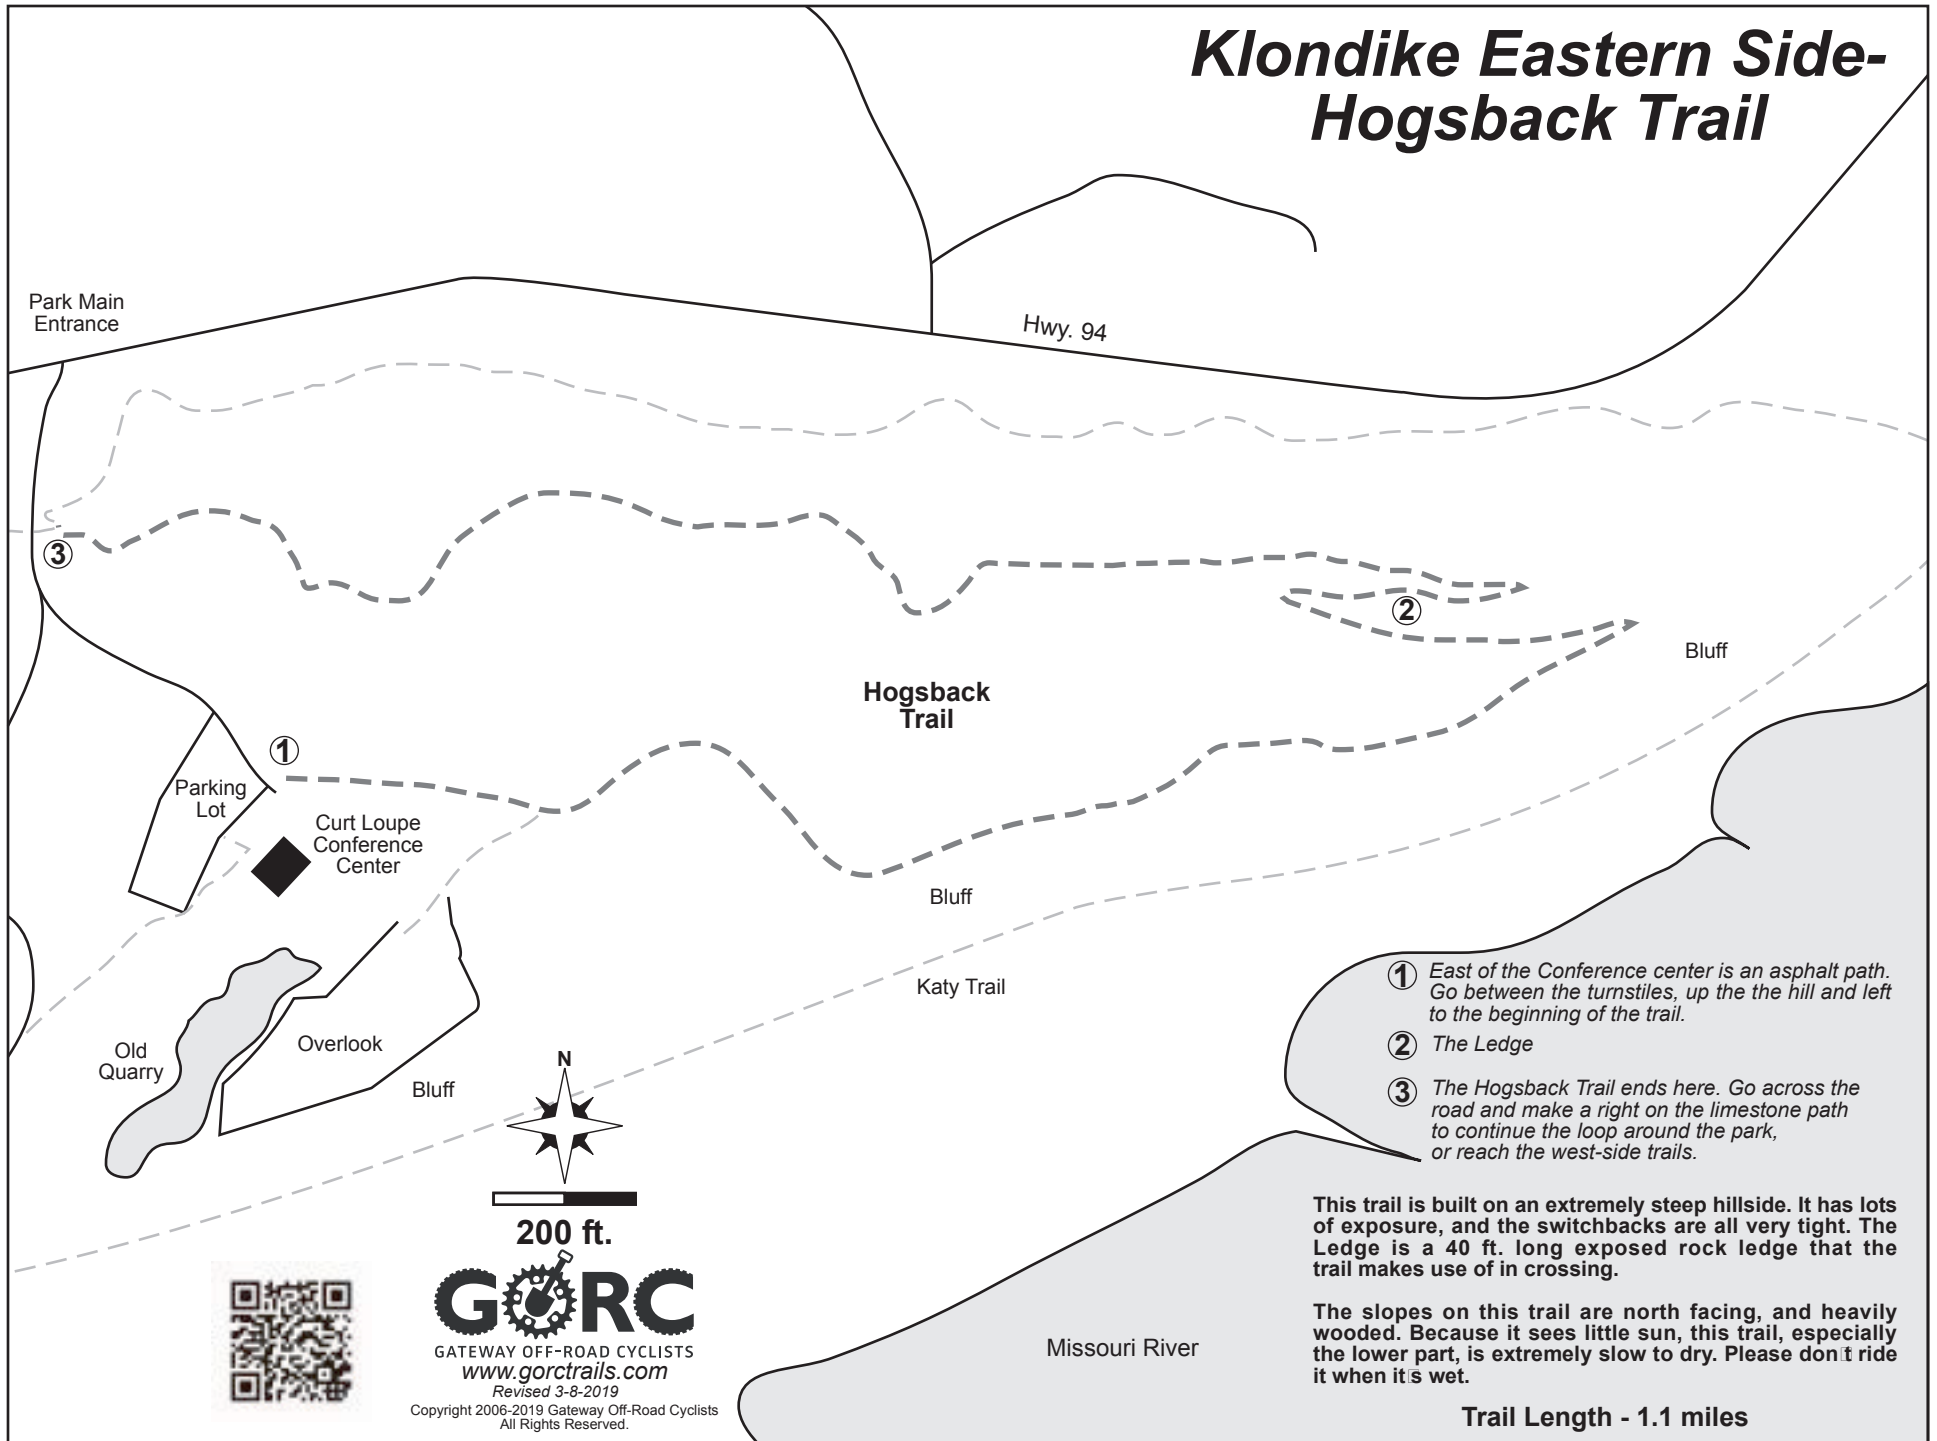 Klondike Eastern Side-
Hogsback Trail
Park Main
Entrance
Hwy. 94
3
2
Bluff
Hogsback
Trail
1
Parking
Lot
Curt Loupe
Conference
Center
Bluff
Katy Trail
Old
Quarry
Overlook
Bluff
N
200 ft.
GORC
GATEWAY OFF-ROAD CYCLISTS
www.gorctrails.com
Revised 3-8-2019
Copyright 2006-2019 Gateway Off-Road Cyclists
All Rights Reserved.
Missouri River
1 East of the Conference center is an asphalt path.
Go between the turnstiles, up the the hill and left
to the beginning of the trail.
2 The Ledge
3 The Hogsback Trail ends here. Go across the
road and make a right on the limestone path
to continue the loop around the park,
or reach the west-side trails.
This trail is built on an extremely steep hillside. It has lots
of exposure, and the switchbacks are all very tight. The
Ledge is a 40 ft. long exposed rock ledge that the
trail makes use of in crossing.
The slopes on this trail are north facing, and heavily
wooded. Because it sees little sun, this trail, especially
the lower part, is extremely slow to dry. Please don▯t ride
it when it▯s wet.
Trail Length - 1.1 miles